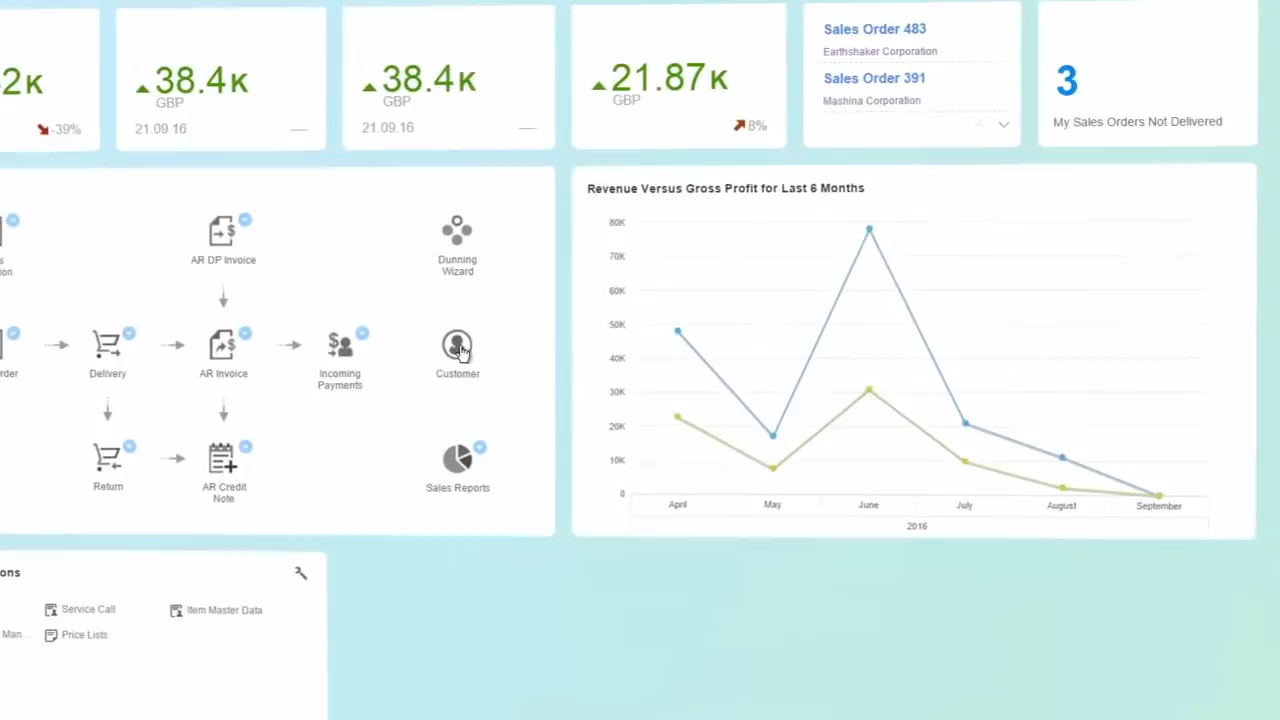 2K
-39%
38.4K
GBP
21.09.16
38.4K
GBP
21.09.16
21.87K
GBP
8%
Sales Order 483
Earthshaker Corporation
Sales Order 391
Mashina Corporation
3
My Sales Orders Not Delivered
AR DP Invoice
Dunning
Wizard
Delivery
AR Invoice
Incoming
Payments
Customer
Return
AR Credit
Note
Sales Reports
Revenue Versus Gross Profit for Last 6 Months
80K
70K
60K
50K
40K
30K
20K
10K
0
April May June July August September
2016
ons
Service Call
Item Master Data
Man...
Price Lists